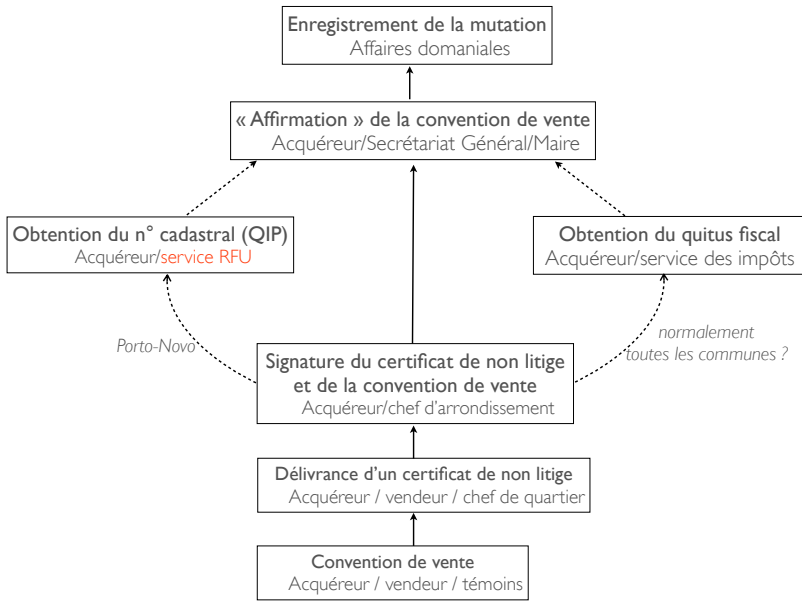 Enregistrement de la mutation
Affaires domaniales
« Affirmation » de la convention de vente
Acquéreur/Secrétariat Général/Maire
Obtention du n° cadastral (QIP)
Acquéreur/service RFU
Obtention du quitus fiscal
Acquéreur/service des impôts
Porto-Novo
normalement
toutes les communes ?
Signature du certificat de non litige
et de la convention de vente
Acquéreur/chef d'arrondissement
Délivrance d'un certificat de non litige
Acquéreur / vendeur / chef de quartier
Convention de vente
Acquéreur / vendeur / témoins